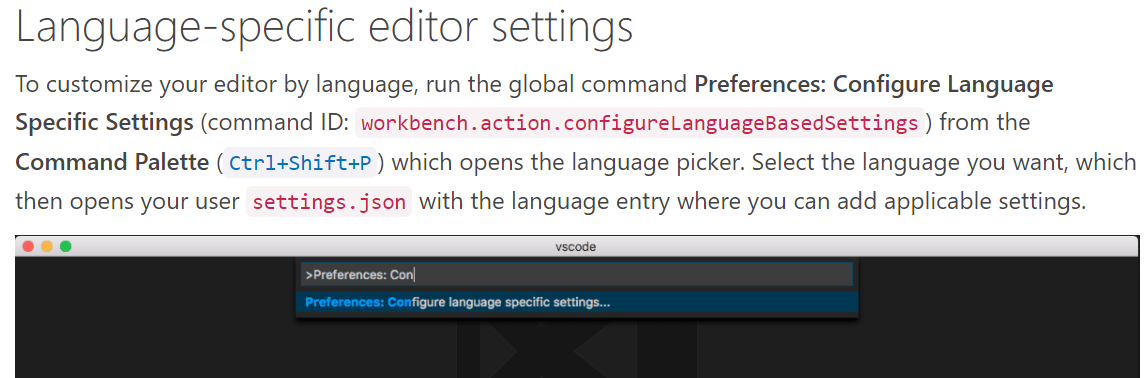 Language-specific editor settings
To customize your editor by language, run the global command Preferences: Configure Language
Specific Settings (command ID: workbench.action.configureLanguageBasedSettings) from the
Command Palette (Ctrl+Shift+P) which opens the language picker. Select the language you want, which
then opens your user settings.json with the language entry where you can add applicable settings.
vscode
>Preferences: Con
Preferences: Configure language specific settings...